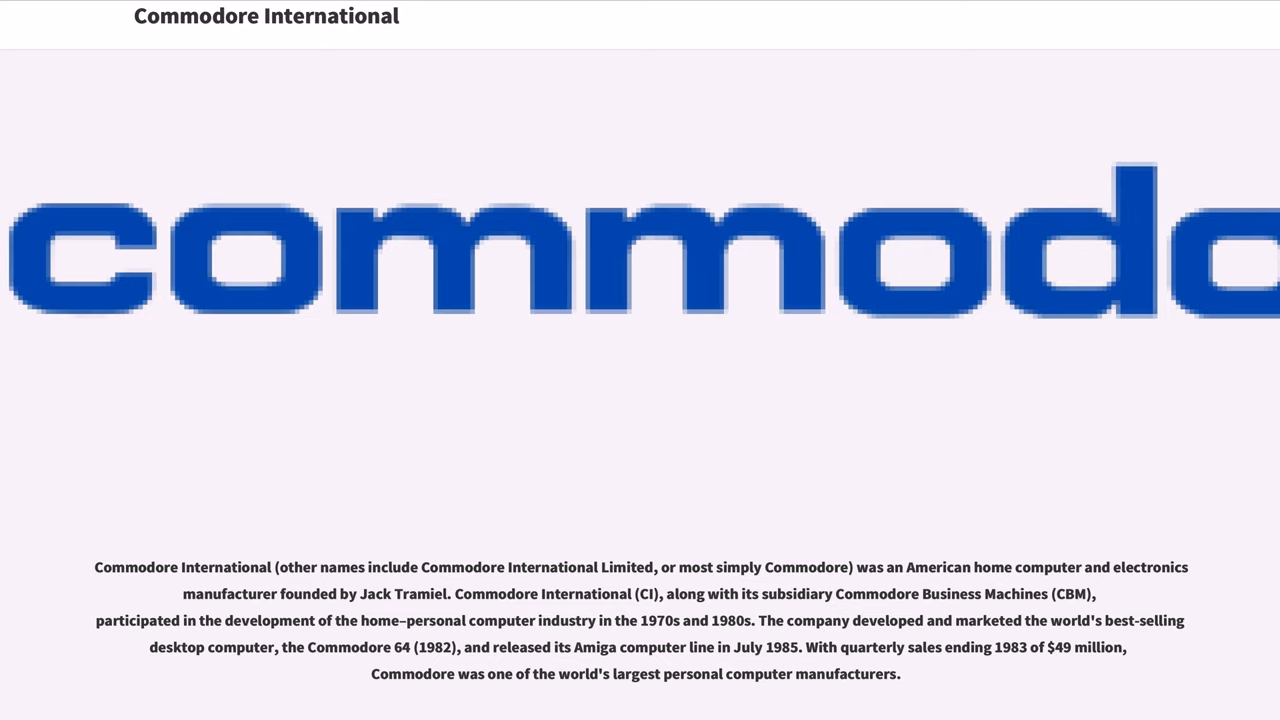 Commodore International
commodo
Commodore International (other names include Commodore International Limited, or most simply Commodore) was an American home computer and electronics
manufacturer founded by Jack Tramiel. Commodore International (CI), along with its subsidiary Commodore Business Machines (CBM),
participated in the development of the home–personal computer industry in the 1970s and 1980s. The company developed and marketed the world's best-selling
desktop computer, the Commodore 64 (1982), and released its Amiga computer line in July 1985. With quarterly sales ending 1983 of $49 million,
Commodore was one of the world's largest personal computer manufacturers.